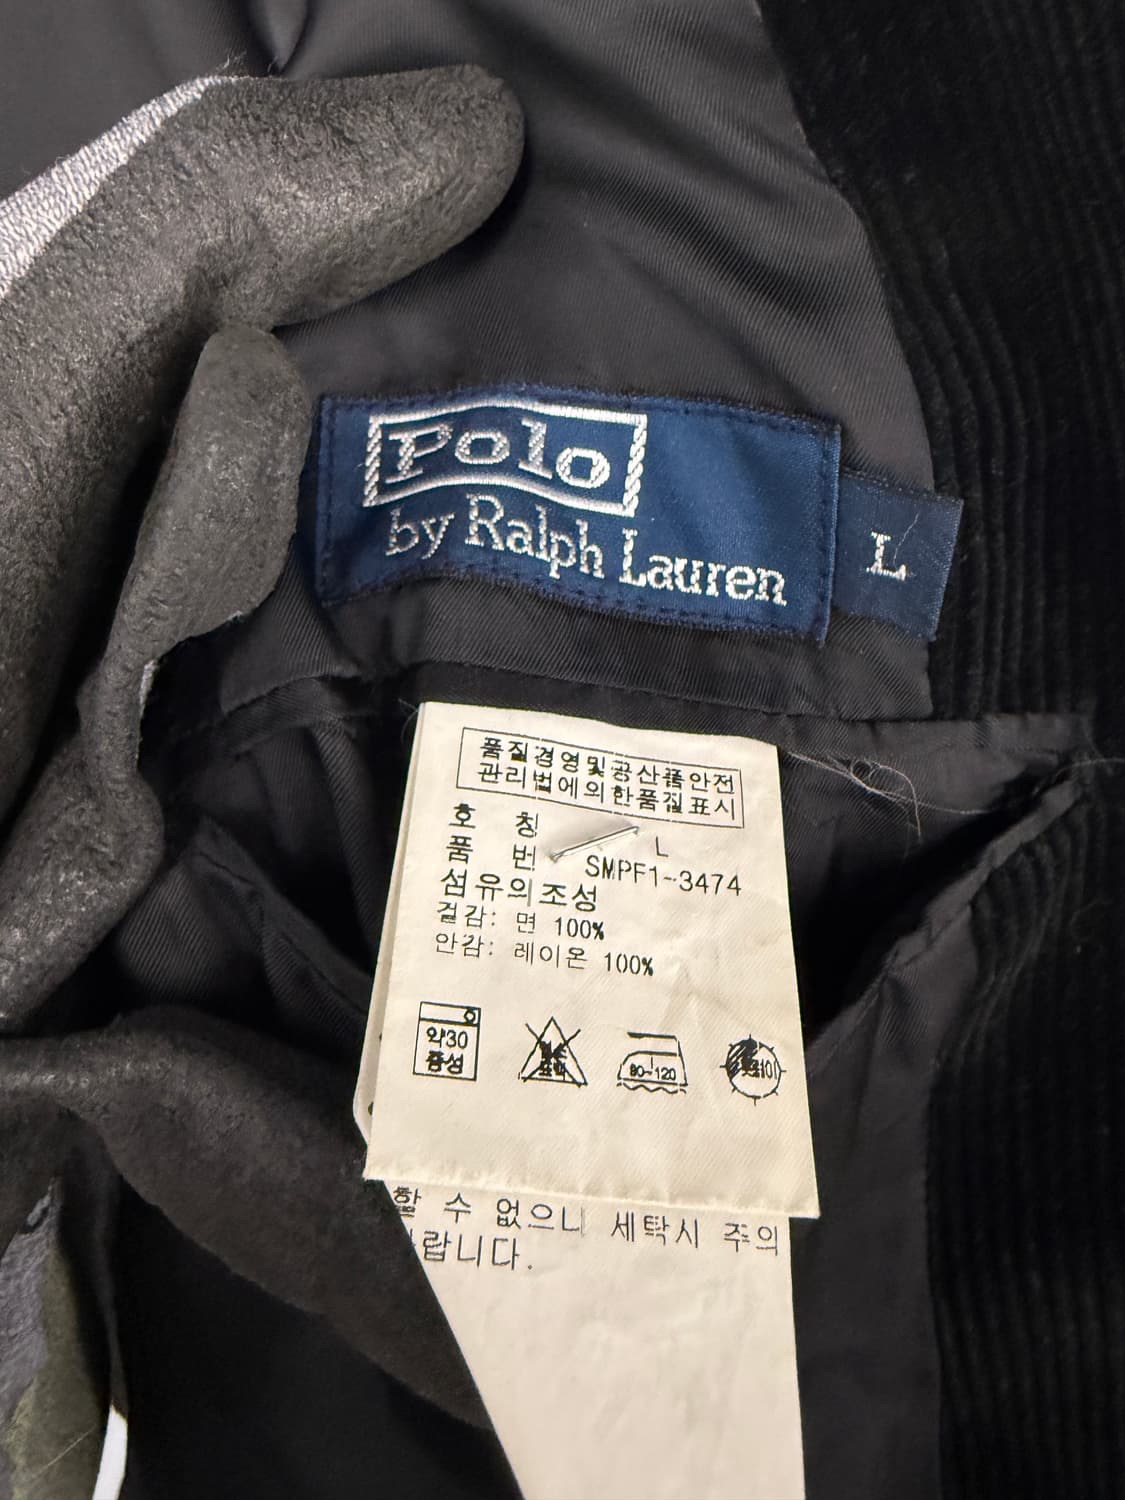 Polo
by Ralph Lauren
L
품질경영및공산품안전
관리법에의한품질표시
호 칭 L
품 번 SMPF1-3474
섬유의조성
겉감: 면 100%
안감: 레이온 100%
약30
중성
80~120
할 수 없으니 세탁시 주의
랍니다.